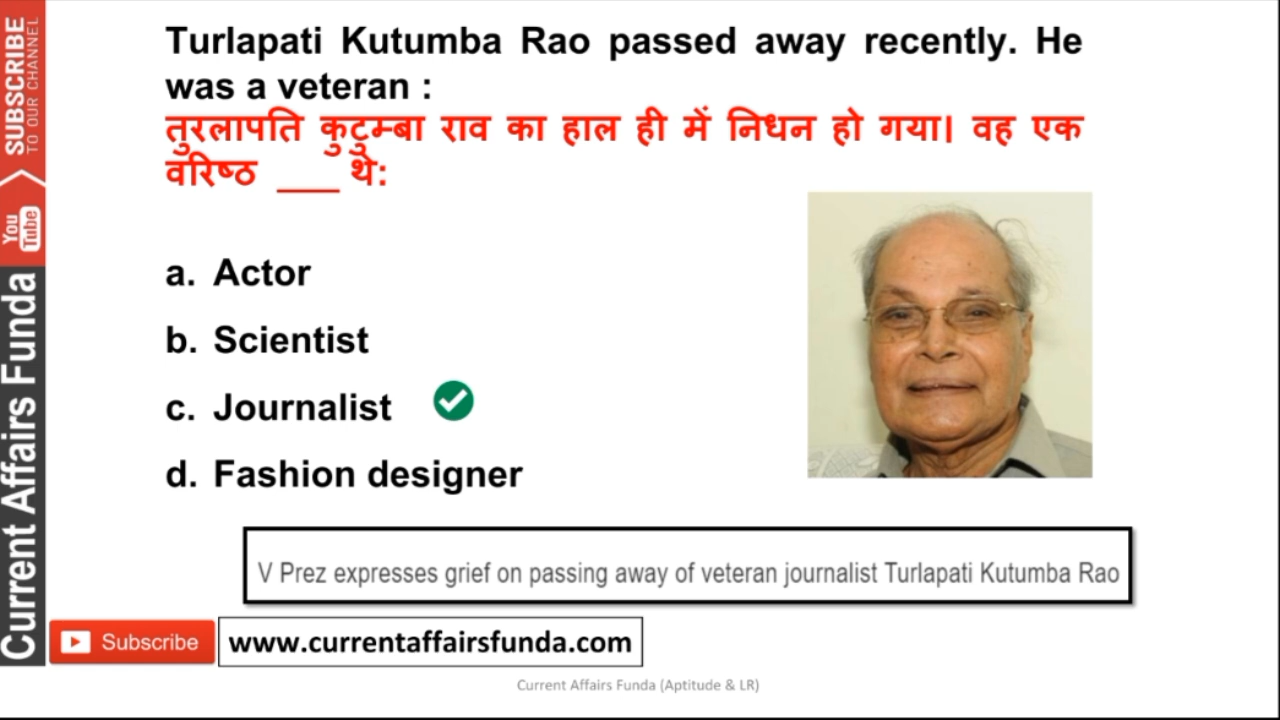 SUBSCRIBE
TO OUR CHANNEL
You
Tube
Current Affairs Funda
Turlapati Kutumba Rao passed away recently. He
was a veteran :
तुरलापति कुटुम्बा राव का हाल ही में निधन हो गया। वह एक
वरिष्ठ ___ थे:
a. Actor
b. Scientist
c. Journalist
d. Fashion designer
V Prez expresses grief on passing away of veteran journalist Turlapati Kutumba Rao
Subscribe
www.currentaffairsfunda.com
Current Affairs Funda (Aptitude & LR)